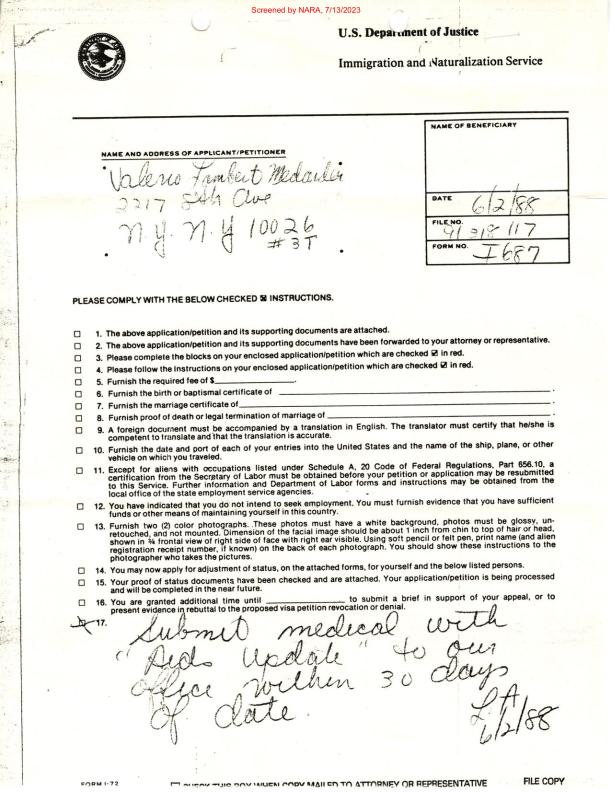 Screened by NARA, 7/13/2023
U.S. Department of Justice
Immigration and Naturalization Service
NAME OF BENEFICIARY
NAME AND ADDRESS OF APPLICANT/PETITIONER
Valerio Lambert
2217 8th Ave
N.Y. N.Y 10026
#3T
DATE 6/2/88
FILE NO. 91 918 117
FORM NO. I687
PLEASE COMPLY WITH THE BELOW CHECKED ☒ INSTRUCTIONS.
☐ 1. The above application/petition and its supporting documents are attached.
☐ 2. The above application/petition and its supporting documents have been forwarded to your attorney or representative.
☐ 3. Please complete the blocks on your enclosed application/petition which are checked ☑ in red.
☐ 4. Please follow the instructions on your enclosed application/petition which are checked ☑ in red.
☐ 5. Furnish the required fee of $____________.
☐ 6. Furnish the birth or baptismal certificate of ____________.
☐ 7. Furnish the marriage certificate of ____________.
☐ 8. Furnish proof of death or legal termination of marriage of ____________.
☐ 9. A foreign document must be accompanied by a translation in English. The translator must certify that he/she is
competent to translate and that the translation is accurate.
☐ 10. Furnish the date and port of each of your entries into the United States and the name of the ship, plane, or other
vehicle on which you traveled.
☐ 11. Except for aliens with occupations listed under Schedule A, 20 Code of Federal Regulations, Part 656.10, a
certification from the Secretary of Labor must be obtained before your petition or application may be resubmitted
to this Service. Further information and Department of Labor forms and instructions may be obtained from the
local office of the state employment service agencies.
☐ 12. You have indicated that you do not intend to seek employment. You must furnish evidence that you have sufficient
funds or other means of maintaining yourself in this country.
☐ 13. Furnish two (2) color photographs. These photos must have a white background, photos must be glossy, un-
retouched, and not mounted. Dimension of the facial image should be about 1 inch from chin to top of hair or head,
shown in ¾ frontal view of right side of face with right ear visible. Using soft pencil or felt pen, print name (and alien
registration receipt number, if known) on the back of each photograph. You should show these instructions to the
photographer who takes the pictures.
☐ 14. You may now apply for adjustment of status, on the attached forms, for yourself and the below listed persons.
☐ 15. Your proof of status documents have been checked and are attached. Your application/petition is being processed
and will be completed in the near future.
☐ 16. You are granted additional time until ____________ to submit a brief in support of your appeal, or to
present evidence in rebuttal to the proposed visa petition revocation or denial.
☒ 17. Submit medical with
"Aids Update" to our
office within 30 days
of date.
L A
6/2/88
FORM I-72
☐ CHECK THIS BOX WHEN COPY MAILED TO ATTORNEY OR REPRESENTATIVE
FILE COPY